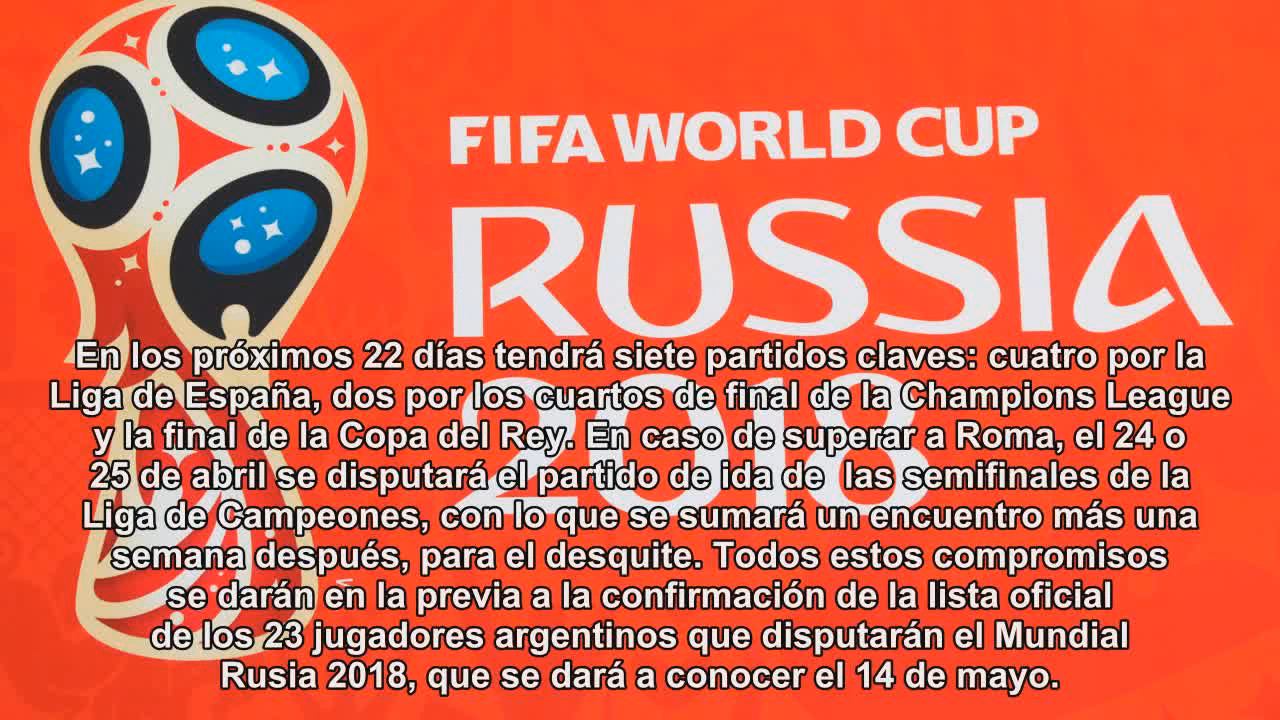 FIFA WORLD CUP
RUSSIA
2018
En los próximos 22 días tendrá siete partidos claves: cuatro por la
Liga de España, dos por los cuartos de final de la Champions League
y la final de la Copa del Rey. En caso de superar a Roma, el 24 o
25 de abril se disputará el partido de ida de  las semifinales de la
Liga de Campeones, con lo que se sumará un encuentro más una
semana después, para el desquite. Todos estos compromisos
se darán en la previa a la confirmación de la lista oficial
de los 23 jugadores argentinos que disputarán el Mundial
Rusia 2018, que se dará a conocer el 14 de mayo.